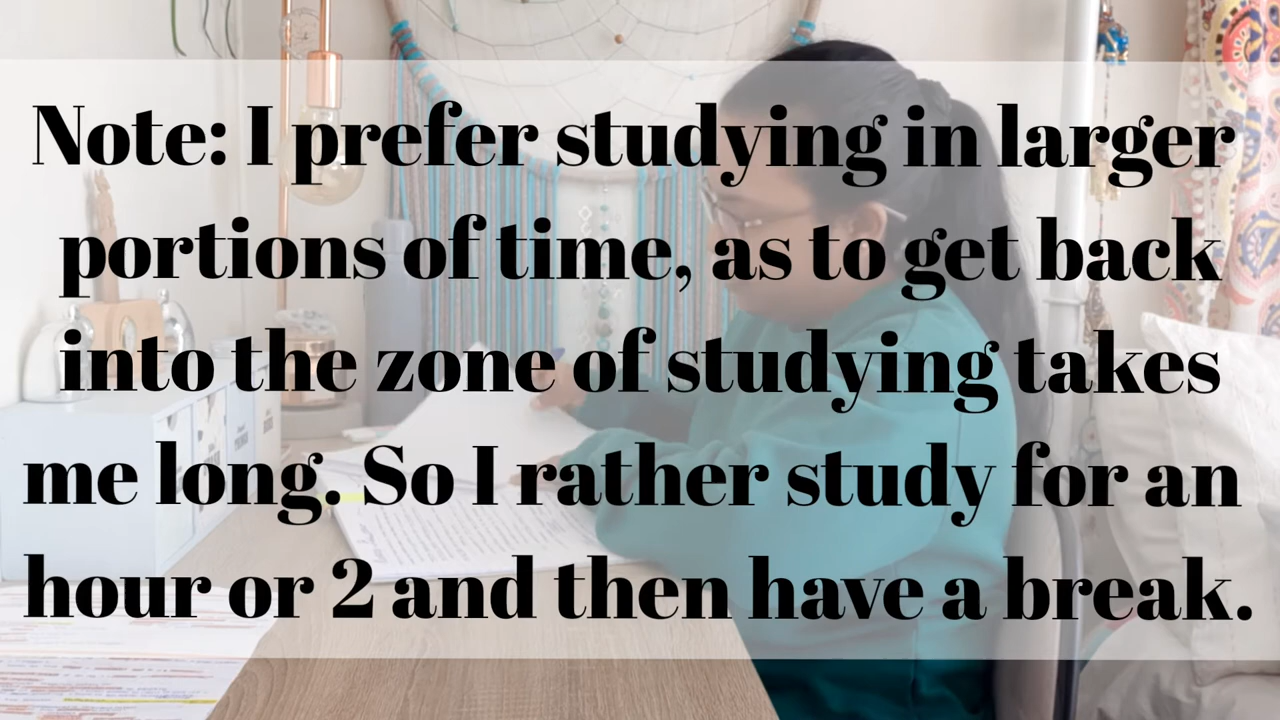 Note: I prefer studying in larger
portions of time, as to get back
into the zone of studying takes
me long. So I rather study for an
hour or 2 and then have a break.